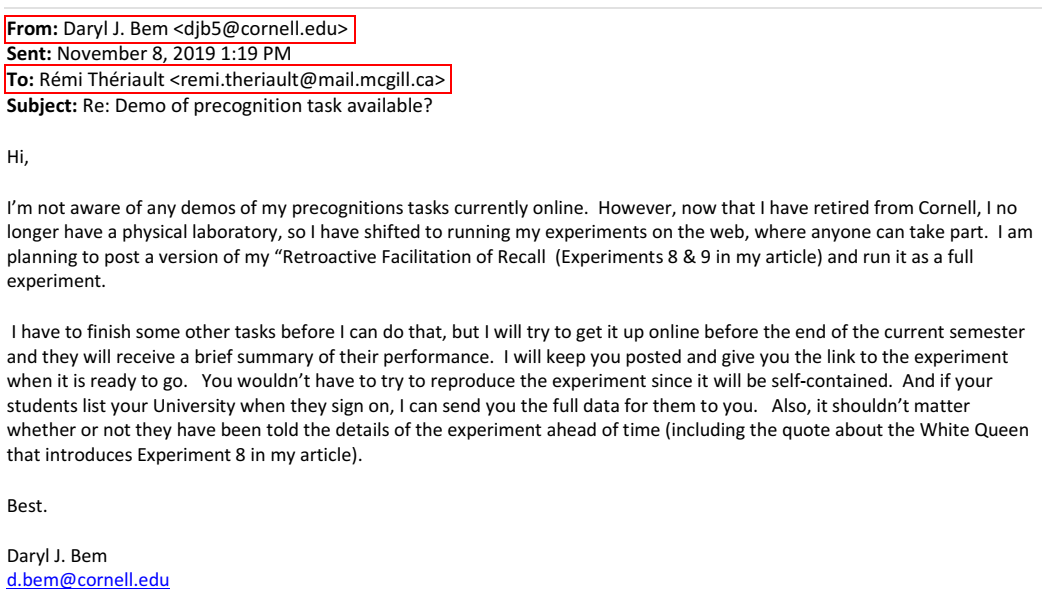 From: Daryl J. Bem <djb5@cornell.edu>
Sent: November 8, 2019 1:19 PM
To: Rémi Thériault <remi.theriault@mail.mcgill.ca>
Subject: Re: Demo of precognition task available?
Hi,
I’m not aware of any demos of my precognitions tasks currently online.  However, now that I have retired from Cornell, I no
longer have a physical laboratory, so I have shifted to running my experiments on the web, where anyone can take part.  I am
planning to post a version of my “Retroactive Facilitation of Recall  (Experiments 8 & 9 in my article) and run it as a full
experiment.
I have to finish some other tasks before I can do that, but I will try to get it up online before the end of the current semester
and they will receive a brief summary of their performance.  I will keep you posted and give you the link to the experiment
when it is ready to go.   You wouldn’t have to try to reproduce the experiment since it will be self-contained.  And if your
students list your University when they sign on, I can send you the full data for them to you.   Also, it shouldn’t matter
whether or not they have been told the details of the experiment ahead of time (including the quote about the White Queen
that introduces Experiment 8 in my article).
Best.
Daryl J. Bem
d.bem@cornell.edu